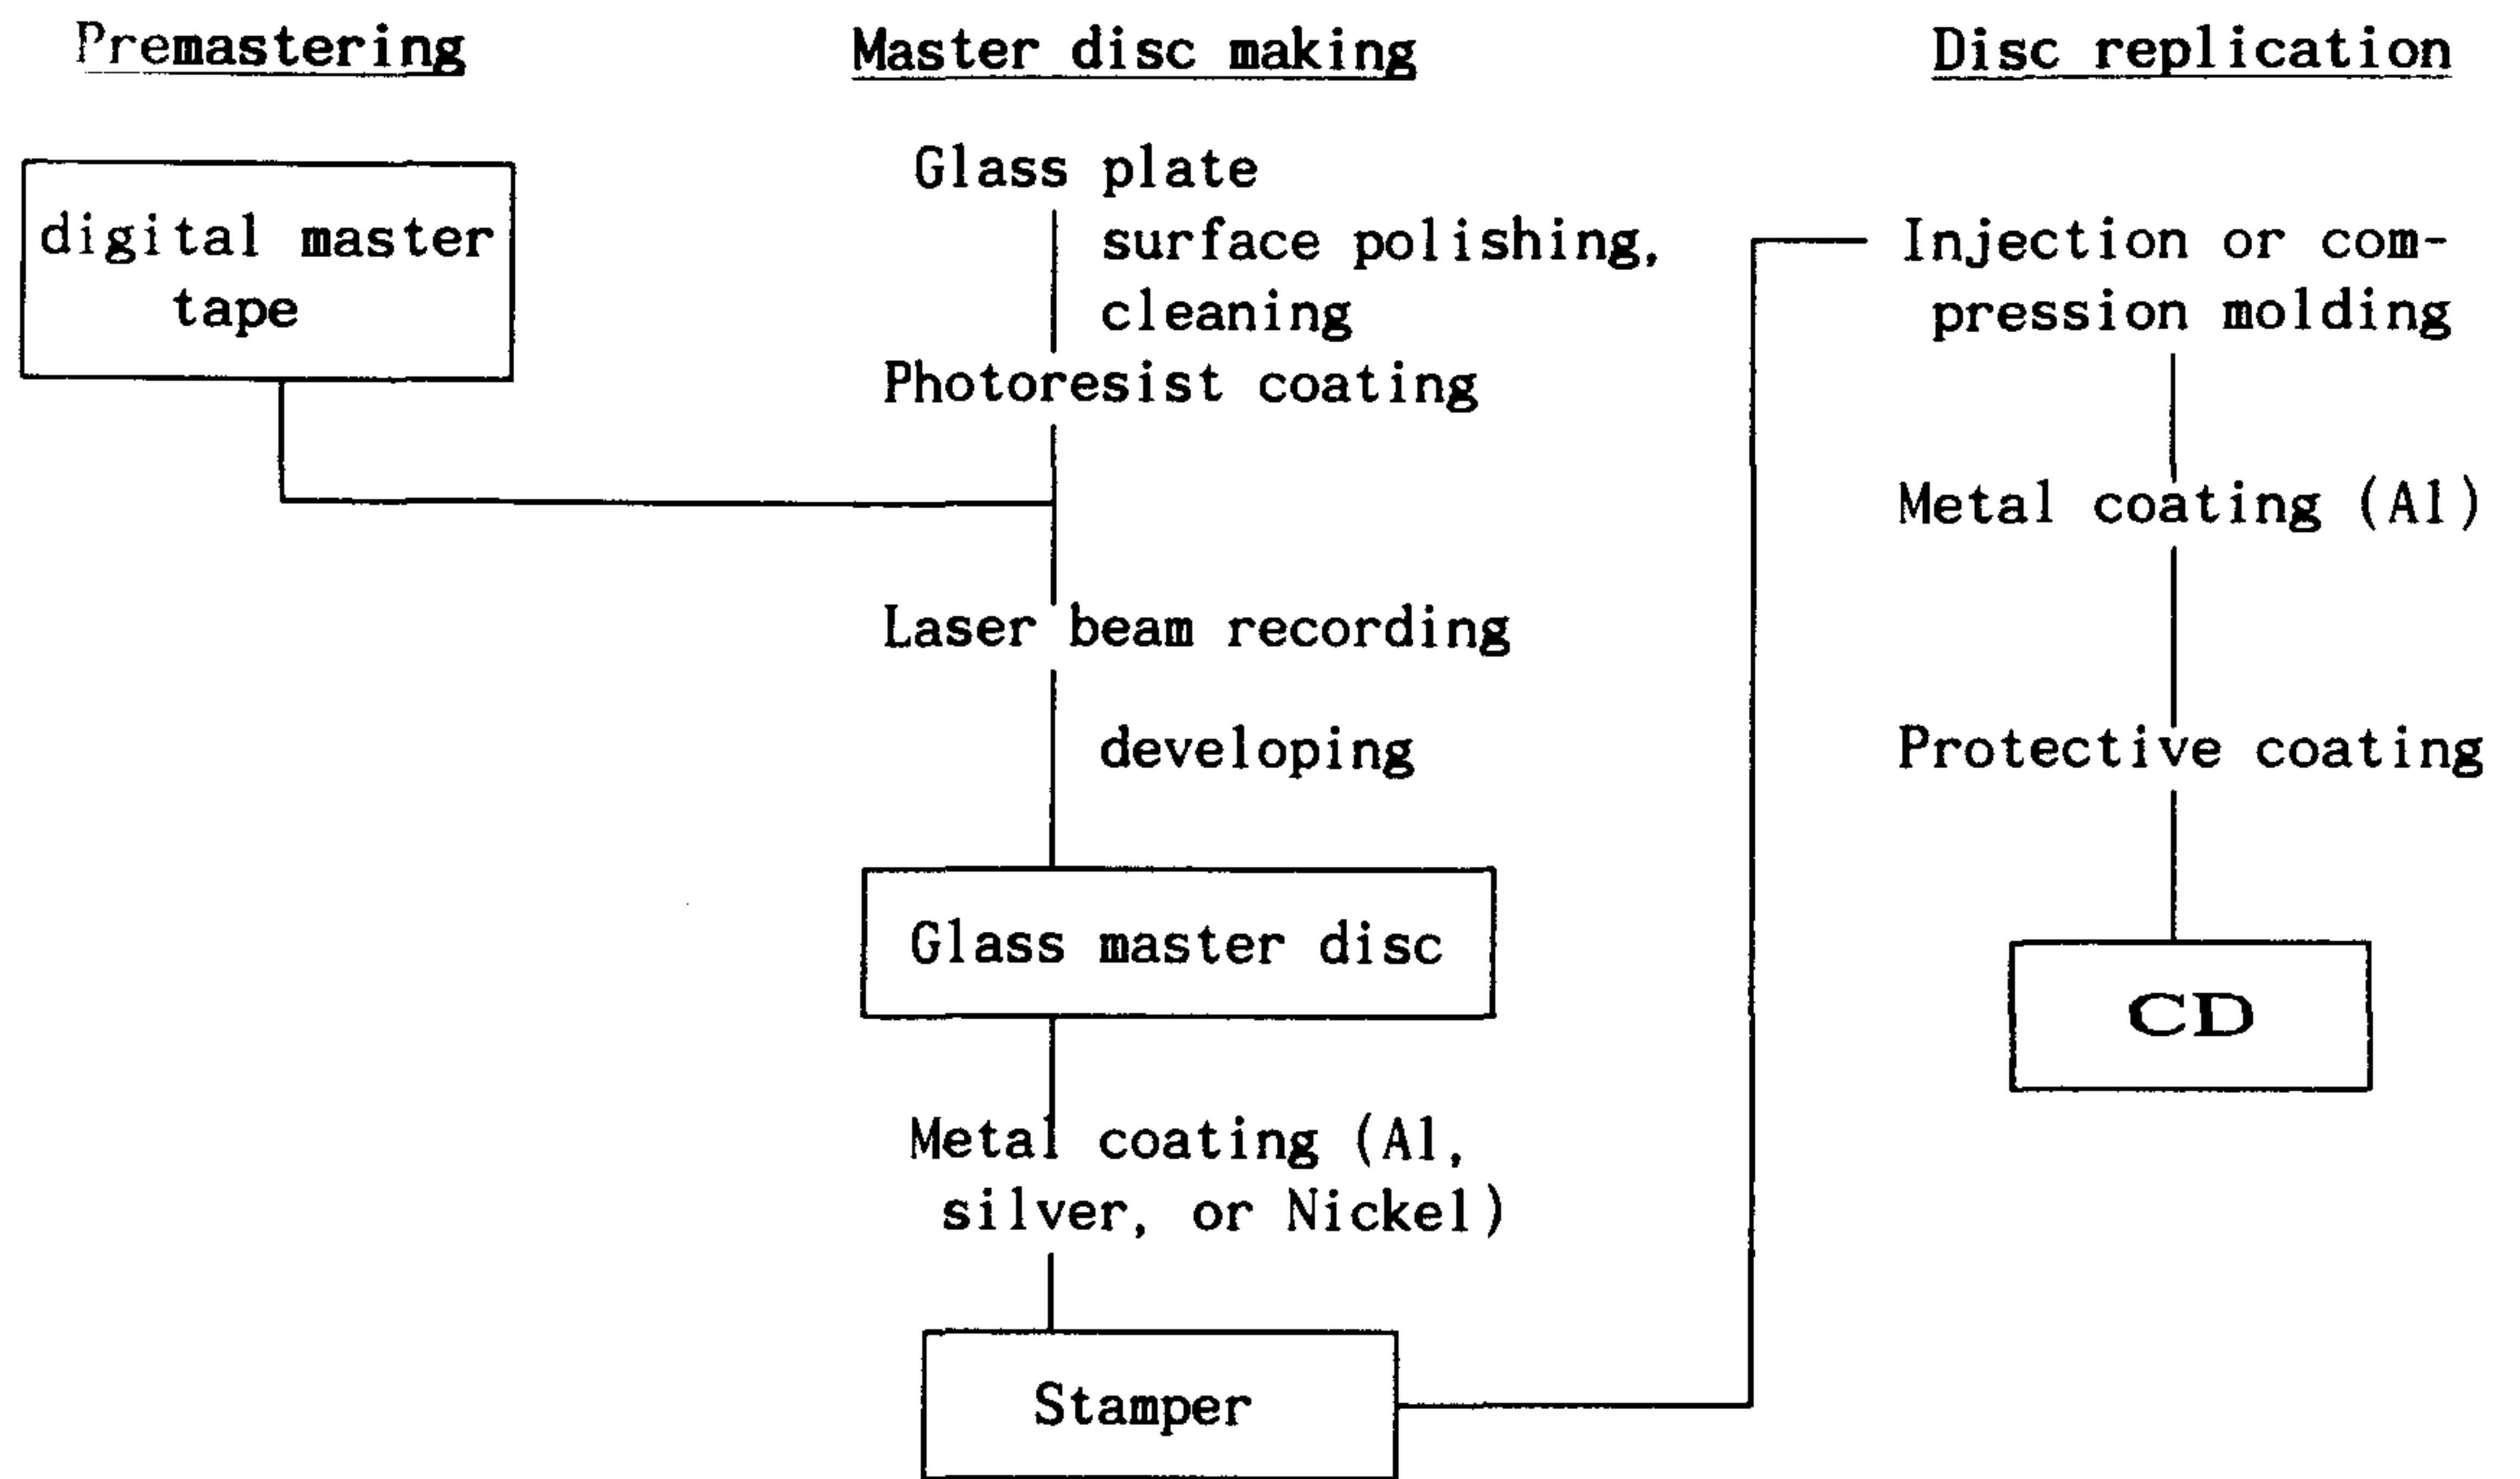 Premastering
digital master
tape
Master disc making
Glass plate
surface polishing,
cleaning
Photoresist coating
Laser beam recording
developing
Glass master disc
Metal coating (Al,
silver, or Nickel)
Stamper
Disc replication
Injection or com-
pression molding
Metal coating (Al)
Protective coating
CD